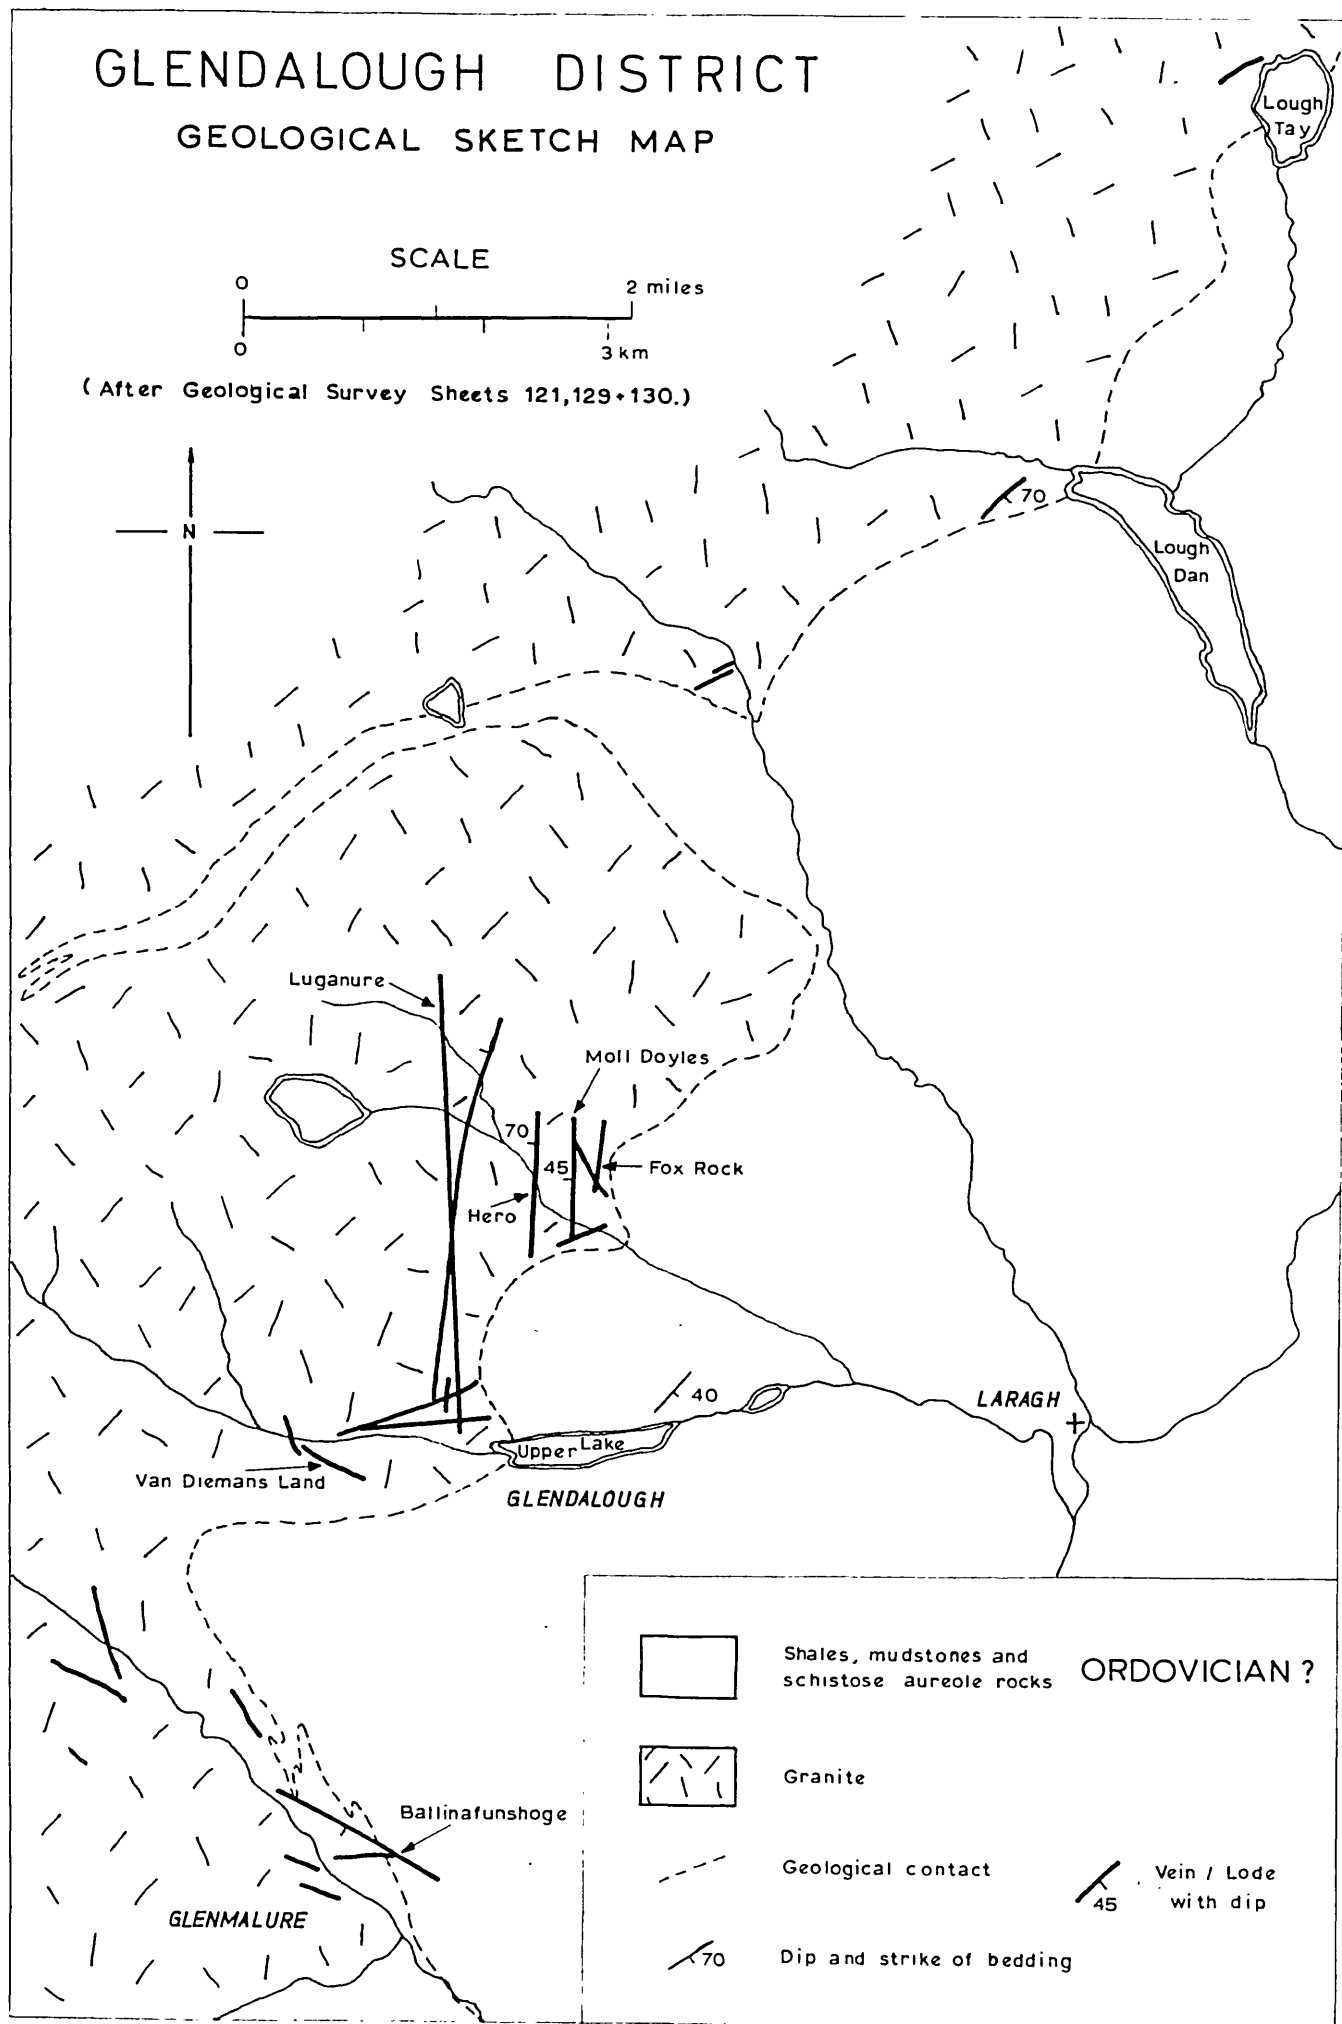 GLENDALOUGH DISTRICT
GEOLOGICAL SKETCH MAP
Lough
Tay
SCALE
0
2 miles
0
3 km
(After Geological Survey Sheets 121,129+130.)
N
70
Lough
Dan
Luganure
Moll Doyles
70
45
Fox Rock
Hero
40
LARAGH
Upper Lake
Van Diemans Land
GLENDALOUGH
Shales, mudstones and
schistose aureole rocks
ORDOVICIAN ?
Granite
Ballinafunshoge
Geological contact
Vein / Lode
with dip
45
GLENMALURE
70
Dip and strike of bedding